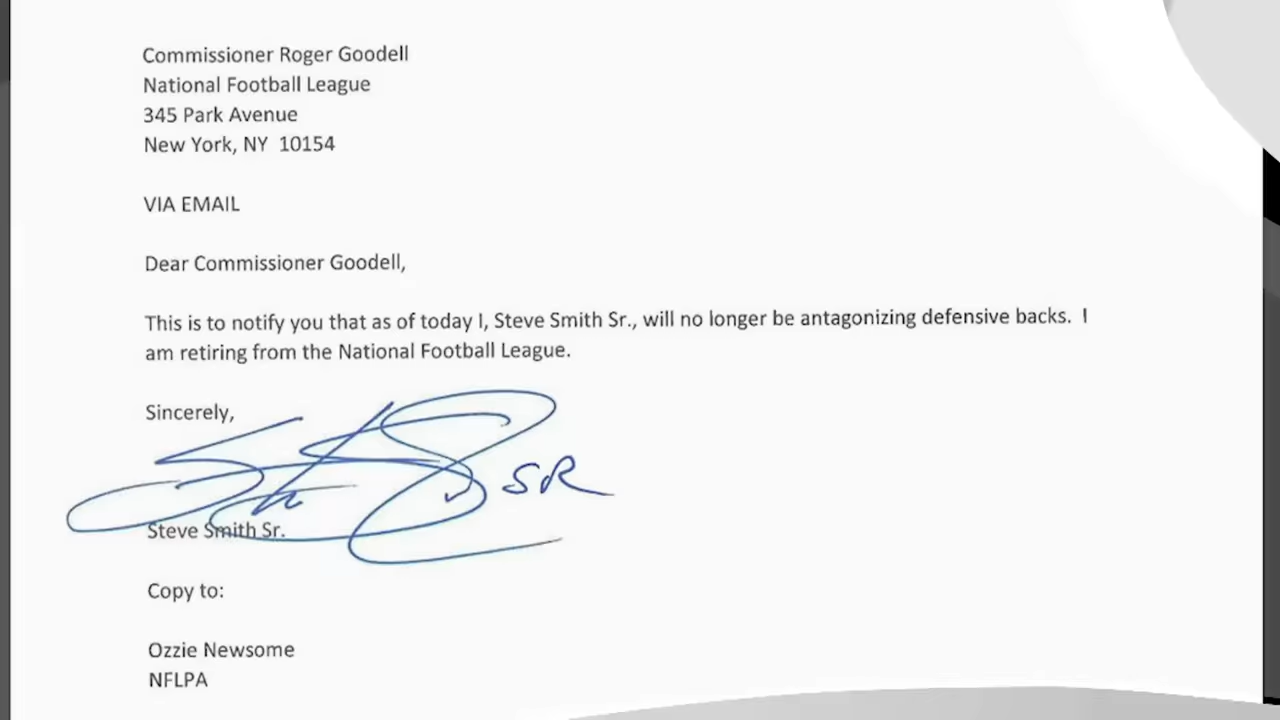 Commissioner Roger Goodell
National Football League
345 Park Avenue
New York, NY  10154
VIA EMAIL
Dear Commissioner Goodell,
This is to notify you that as of today I, Steve Smith Sr., will no longer be antagonizing defensive backs.  I
am retiring from the National Football League.
Sincerely,
SR
Steve Smith Sr.
Copy to:
Ozzie Newsome
NFLPA